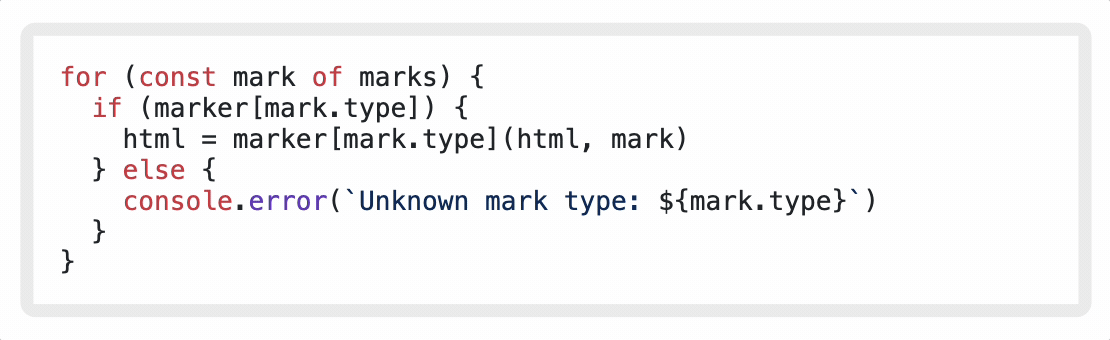 for (const mark of marks) {
  if (marker[mark.type]) {
    html = marker[mark.type](html, mark)
  } else {
    console.error(`Unknown mark type: ${mark.type}`)
  }
}